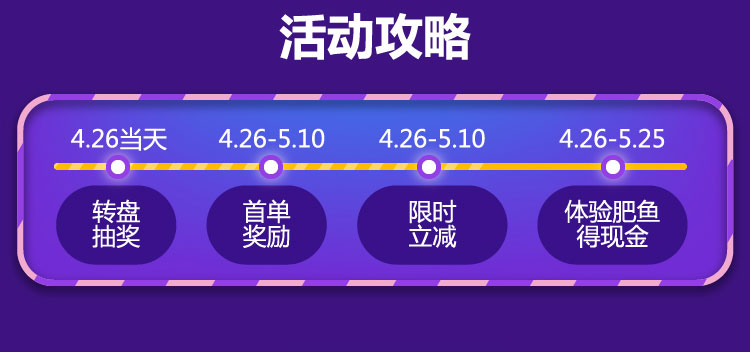 活动攻略
4.26当天
4.26-5.10
4.26-5.10
4.26-5.25
转盘
抽奖
首单
奖励
限时
立减
体验肥鱼
得现金